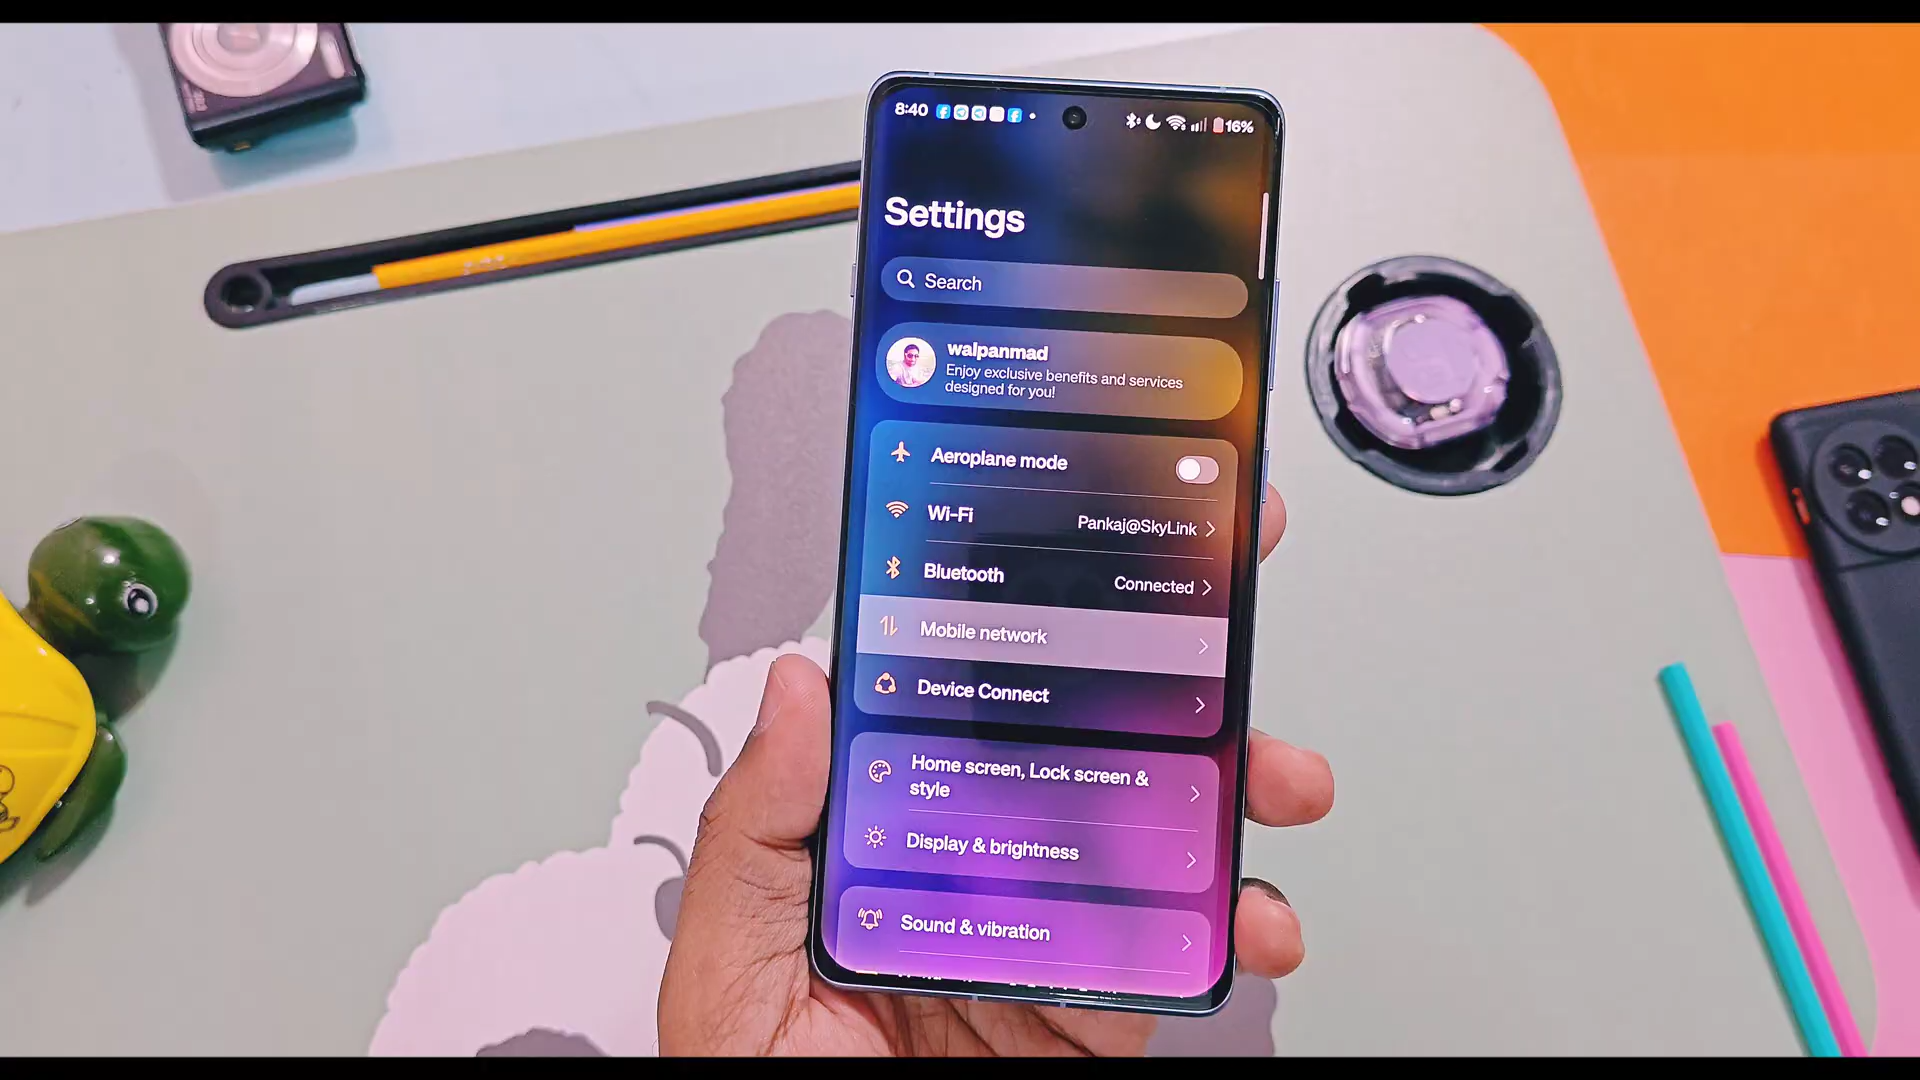 8:40
16%
Settings
Search
walpanmad
Enjoy exclusive benefits and services
designed for you!
Aeroplane mode
Wi-Fi
Pankaj@SkyLink
Bluetooth
Connected
Mobile network
Device Connect
Home screen, Lock screen &
style
Display & brightness
Sound & vibration